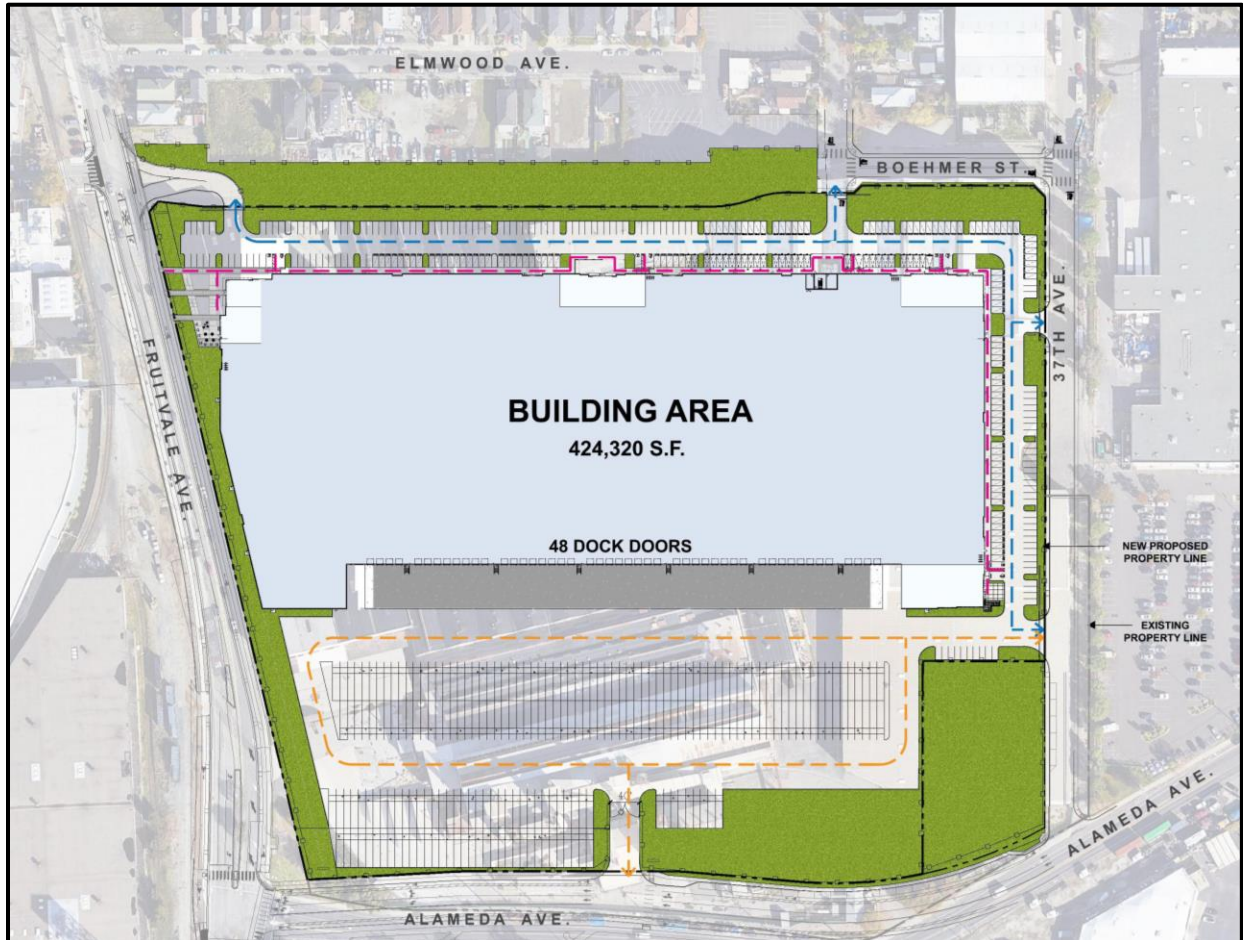 ELMWOOD AVE.
BOEHMER ST.
FRUITVALE AVE.
37TH AVE.
BUILDING AREA
424,320 S.F.
48 DOCK DOORS
NEW PROPOSED
PROPERTY LINE
EXISTING
PROPERTY LINE
ALAMEDA AVE.
ALAMEDA AVE.